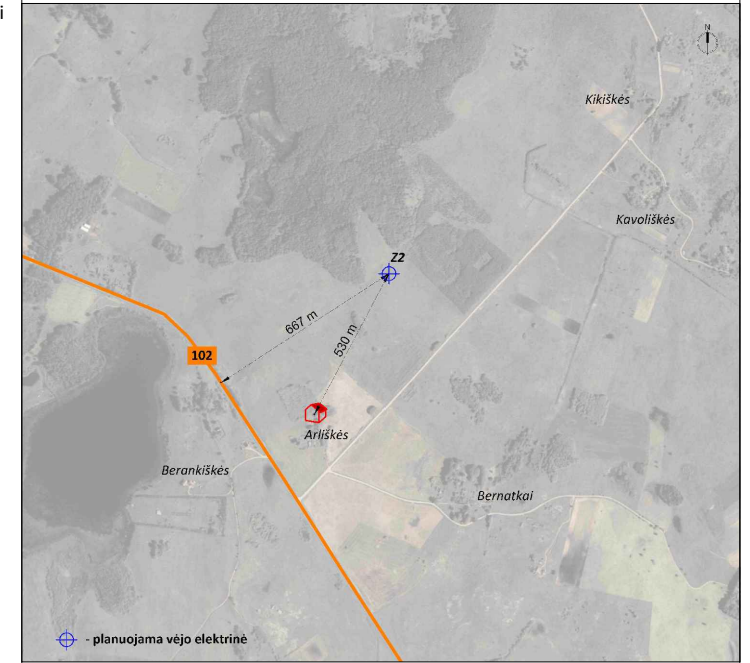 i
N
Kikiškės
Kavoliškės
Z2
667 m
530 m
102
Arliškės
Berankiškės
Bernatkai
- planuojama vėjo elektrinė